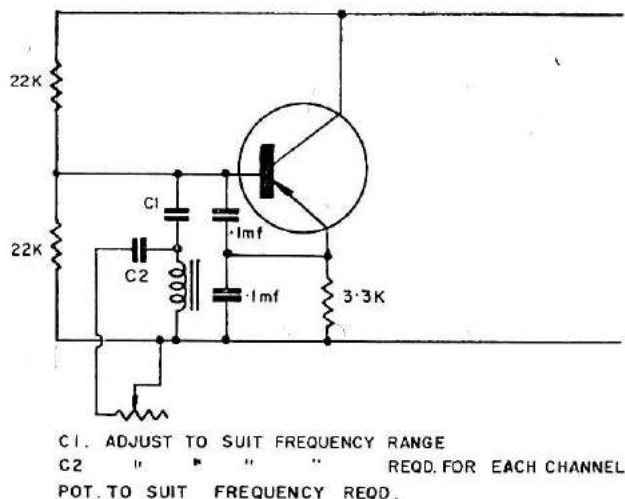 22K
C1
·1mf
22K
C2
·1mf
3·3K
C1. ADJUST TO SUIT FREQUENCY RANGE
C2 " " " " REQD. FOR EACH CHANNEL
POT. TO SUIT FREQUENCY REQD.